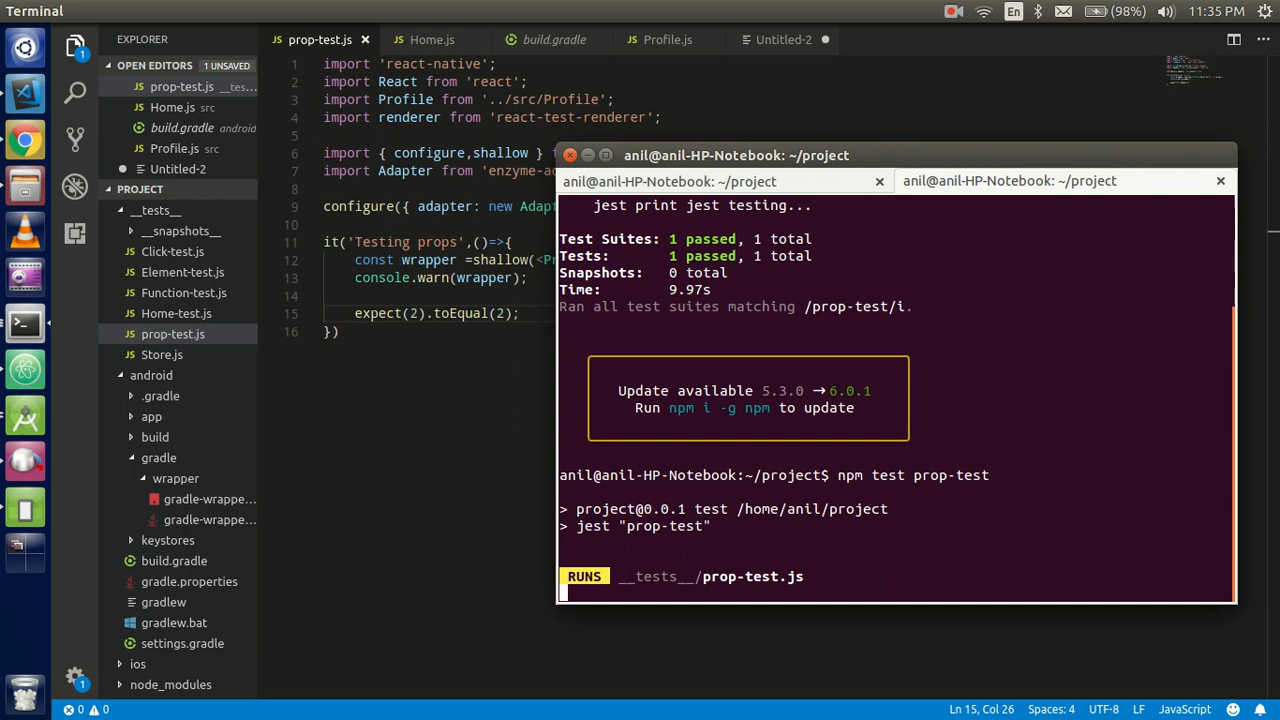 Terminal
En
(98%)
11:35 PM
EXPLORER
OPEN EDITORS 1 UNSAVED
prop-test.js __tes...
Home.js src
build.gradle android
Profile.js src
Untitled-2
PROJECT
__tests__
__snapshots__
JS Click-test.js
JS Element-test.js
JS Function-test.js
JS Home-test.js
JS prop-test.js
JS Store.js
android
.gradle
app
build
gradle
wrapper
gradle-wrappe...
gradle-wrappe...
keystores
build.gradle
gradle.properties
gradlew
gradlew.bat
settings.gradle
ios
node_modules
JS prop-test.js
JS Home.js
build.gradle
JS Profile.js
Untitled-2
1 import 'react-native';
2 import React from 'react';
3 import Profile from '../src/Profile';
4 import renderer from 'react-test-renderer';
5
6 import { configure,shallow } f
7 import Adapter from 'enzyme-ad
8
9 configure({ adapter: new Adapt
10
11 it('Testing props',()=>{
12 const wrapper =shallow(<Pr
13 console.warn(wrapper);
14
15 expect(2).toEqual(2);
16 })
anil@anil-HP-Notebook: ~/project
anil@anil-HP-Notebook: ~/project
anil@anil-HP-Notebook: ~/project
jest print jest testing...
Test Suites: 1 passed, 1 total
Tests: 1 passed, 1 total
Snapshots: 0 total
Time: 9.97s
Ran all test suites matching /prop-test/i.
Update available 5.3.0 → 6.0.1
Run npm i -g npm to update
anil@anil-HP-Notebook:~/project$ npm test prop-test
> project@0.0.1 test /home/anil/project
> jest "prop-test"
RUNS __tests__/prop-test.js
1
1
0 0
Ln 15, Col 26
Spaces: 4
UTF-8
LF
JavaScript